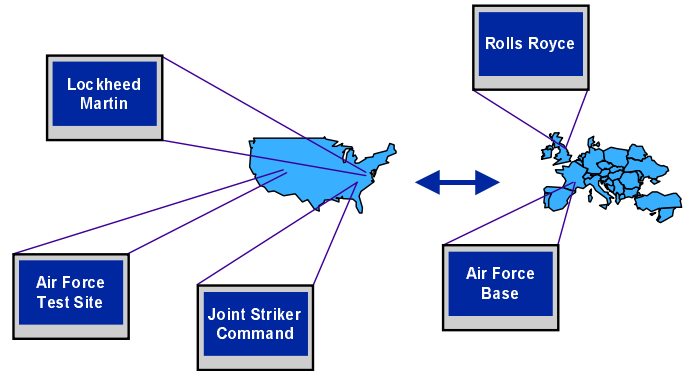 Rolls Royce
Lockheed
Martin
Air Force
Test Site
Joint Striker
Command
Air Force
Base